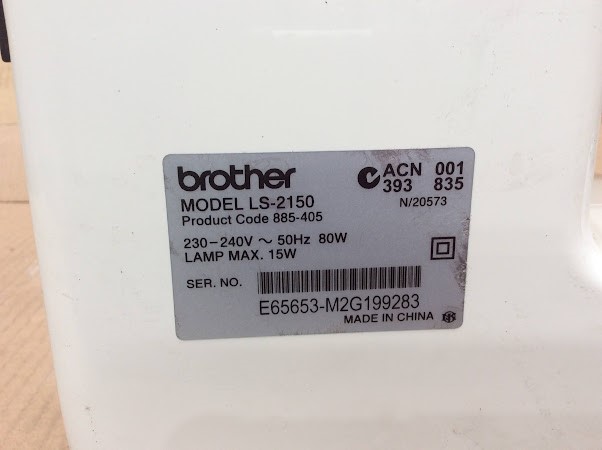 brother
ACN 001
393 835
MODEL LS-2150
N/20573
Product Code 885-405
230-240V ~ 50Hz 80W
LAMP MAX. 15W
SER. NO.
E65653-M2G199283
MADE IN CHINA